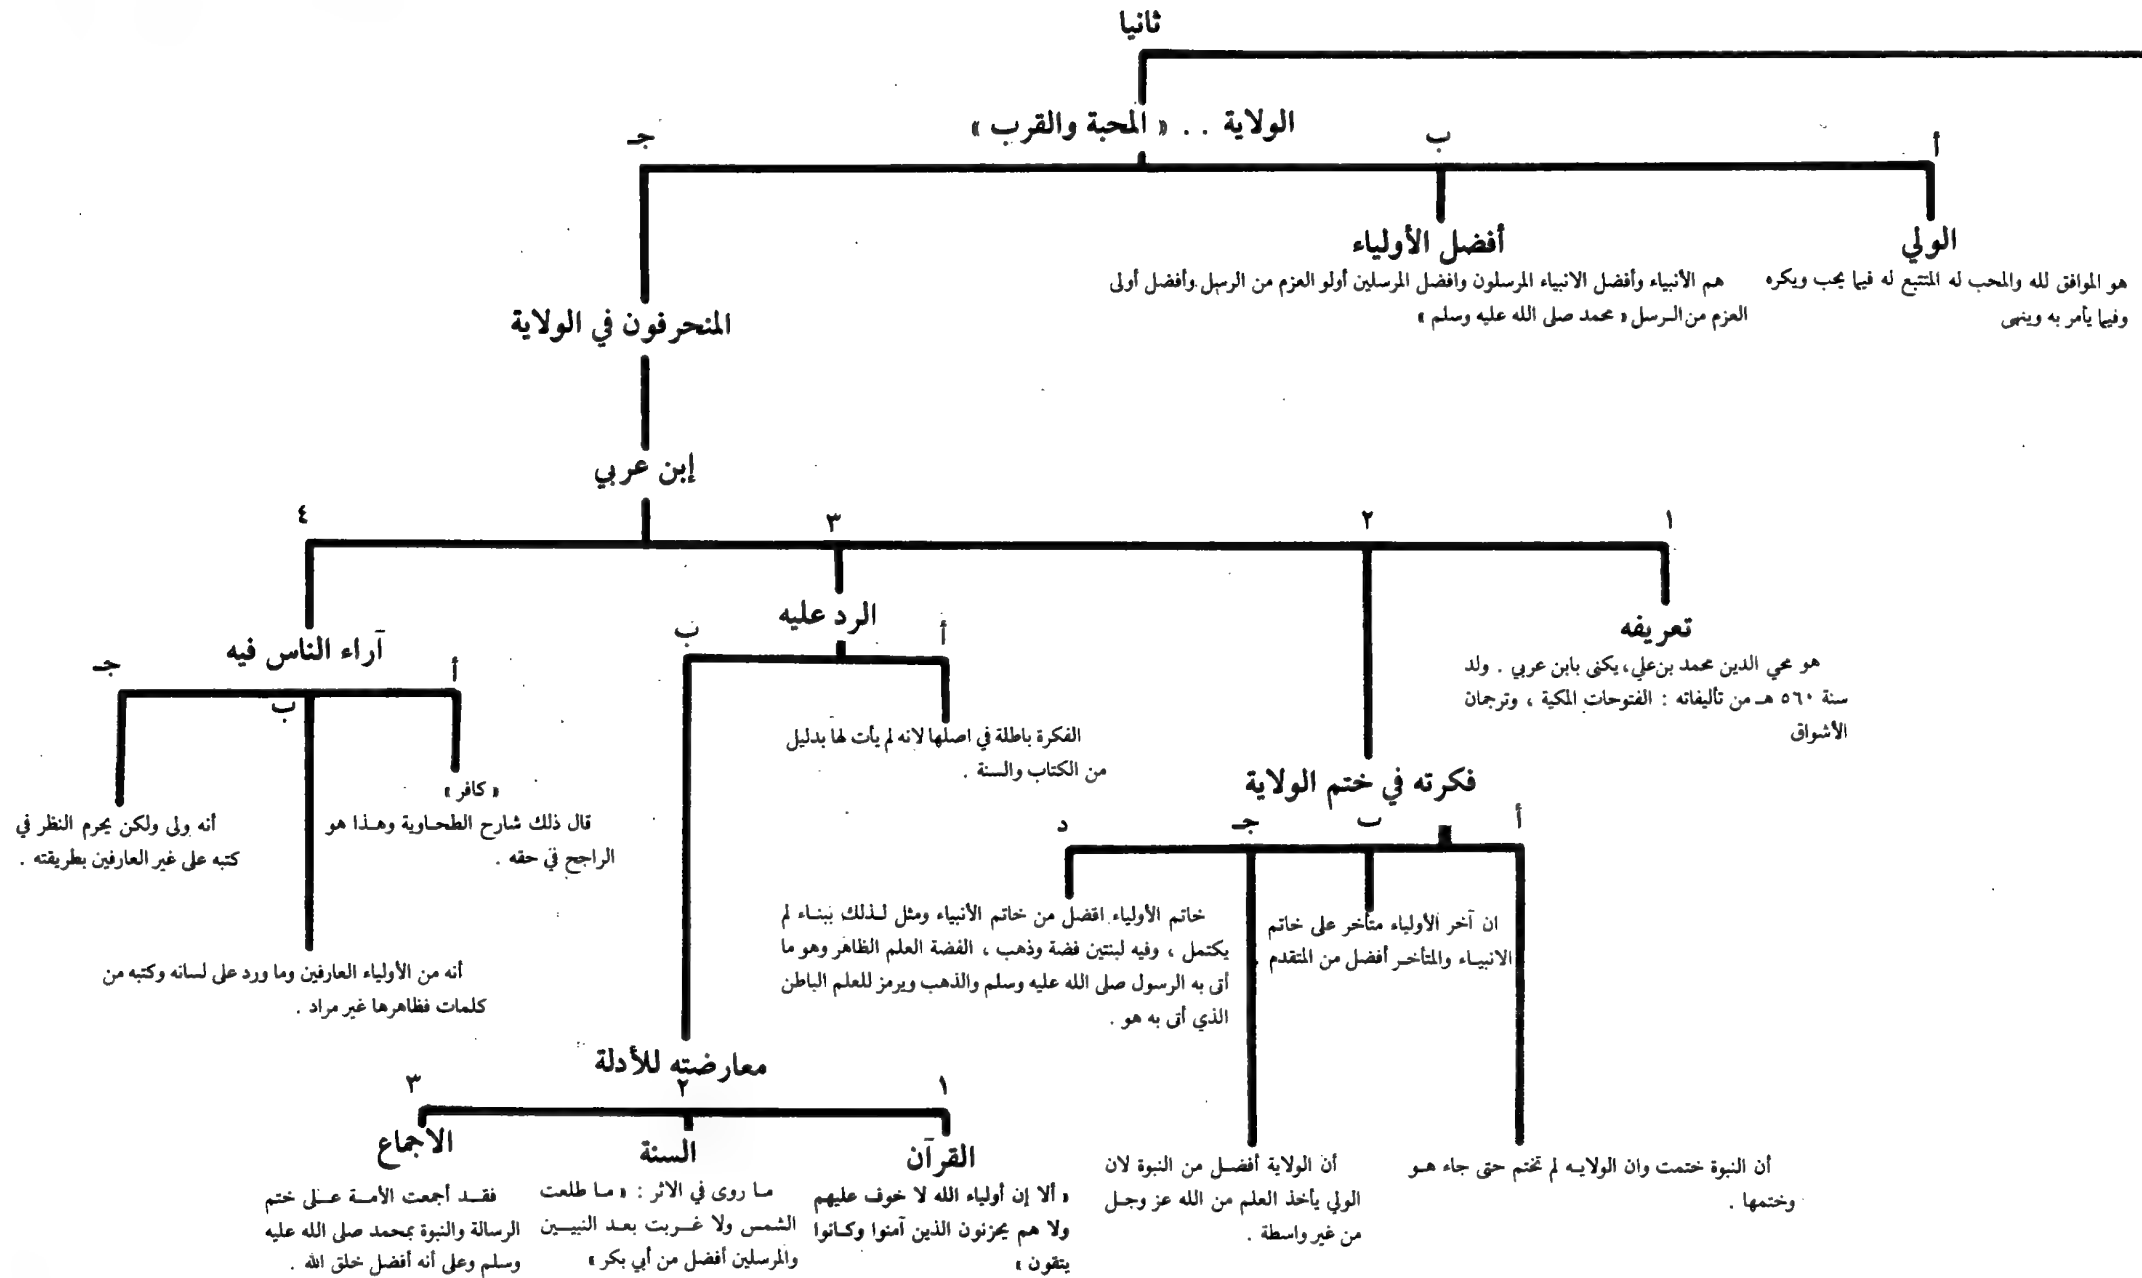 ثانيا
الولاية . . « المحبة والقرب »
أ
ب
جـ
الولي
هو الموافق لله والمحب له المتتبع له فيما يحب ويكره
وفيما يأمر به وينهى
أفضل الأولياء
هم الأنبياء وأفضل الانبياء المرسلون وافضل المرسلين أولو العزم من الرسل وأفضل أولى
العزم من الرسل « محمد صلى الله عليه وسلم »
المنحرفون في الولاية
إبن عربي
١
٢
٣
٤
تعريفه
هو محي الدين محمد بن علي، يكنى بابن عربي . ولد
سنة ٥٦٠ هـ من تأليفاته : الفتوحات المكية ، وترجمان
الأشواق
فكرته في ختم الولاية
أ
ب
جـ
د
أن النبوة ختمت وان الولايه لم تختم حتى جاء هو
وختمها .
ان آخر الأولياء متأخر على خاتم
الانبياء والمتأخر أفضل من المتقدم .
أن الولاية أفضل من النبوة لان
الولي يأخذ العلم من الله عز وجل
من غير واسطة .
خاتم الأولياء افضل من خاتم الأنبياء ومثل لذلك ببناء لم
يكتمل ، وفيه لبنتين فضة وذهب ، الفضة العلم الظاهر وهو ما
أتى به الرسول صلى الله عليه وسلم والذهب ويرمز للعلم الباطن
الذي أتى به هو .
الرد عليه
أ
ب
الفكرة باطلة في اصلها لانه لم يأت لها بدليل
من الكتاب والسنة .
معارضته للأدلة
١
٢
٣
القرآن
« ألا إن أولياء الله لا خوف عليهم
ولا هم يحزنون الذين آمنوا وكانوا
يتقون »
السنة
ما روى في الاثر : « ما طلعت
الشمس ولا غربت بعد النبيين
والمرسلين أفضل من أبي بكر »
الاجماع
فقد أجمعت الأمة على ختم
الرسالة والنبوة بمحمد صلى الله عليه
وسلم وعلى أنه أفضل خلق الله .
آراء الناس فيه
أ
ب
جـ
« كافر »
قال ذلك شارح الطحاوية وهذا هو
الراجح في حقه .
أنه من الأولياء العارفين وما ورد على لسانه وكتبه من
كلمات فظاهرها غير مراد .
أنه ولى ولكن يحرم النظر في
كتبه على غير العارفين بطريقته .